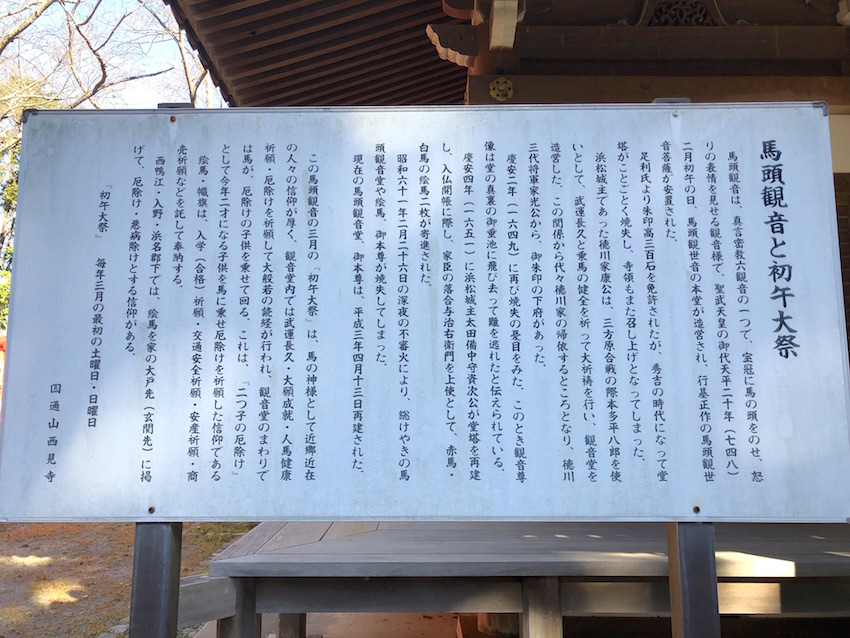 馬頭観音と初午大祭
馬頭観音は、真言密教六観音の一つで、宝冠に馬の頭をのせ、怒
りの表情を見せる観音様で、聖武天皇の御代天平二十年（七四八）
二月初午の日、馬頭観世音の本堂が造営され、行基正作の馬頭観世
音菩薩が安置された。
足利氏より朱印高三百石を免許されたが、秀吉の時代になって堂
塔がことごとく焼失し、寺領もまた召し上げとなってしまった。
浜松城主であった徳川家康公は、三方原合戦の際本多平八郎を使
いとして、武運長久と乗馬の健全を祈って大祈祷を行い、観音堂を
造営した。この関係から代々徳川家の帰依するところとなり、徳川
三代将軍家光公から、御朱印の下府があった。
慶安二年（一六四九）に再び焼失の憂目をみた。このとき観音尊
像は堂の真裏の御重池に飛び去って難を逃れたと伝えられている。
慶安四年（一六五一）に浜松城主太田備中守資次公が堂塔を再建
し、入仏開帳に際し、家臣の落合与治右衛門を上使として、赤馬・
白馬の絵馬二枚が寄進された。
昭和六十一年二月二十六日の深夜の不審火により、総けやきの馬
頭観音堂や絵馬、御本尊が焼失してしまった。
現在の馬頭観音堂、御本尊は、平成三年四月十三日再建された。
この馬頭観音の三月の『初午大祭』は、馬の神様として近郷近在
の人々の信仰が厚く、観音堂内では武運長久・大願成就・人馬健康
祈願・厄除けを祈願して大般若の読経が行われ、観音堂のまわりで
は馬が、厄除けの子供を乗せて回る。これは、「二つ子の厄除け」
として今年二才になる子供を馬に乗せ厄除けを祈願した信仰である
絵馬・幟旗は、入学（合格）祈願・交通安全祈願・安産祈願・商
売祈願などを託して奉納する。
西鴨江・入野・浜名郡下では、絵馬を家の大戸先（玄関先）に掲
げて、厄除け・悪病除けとする信仰がある。
「初午大祭」　毎年三月の最初の土曜日・日曜日
円通山西見寺